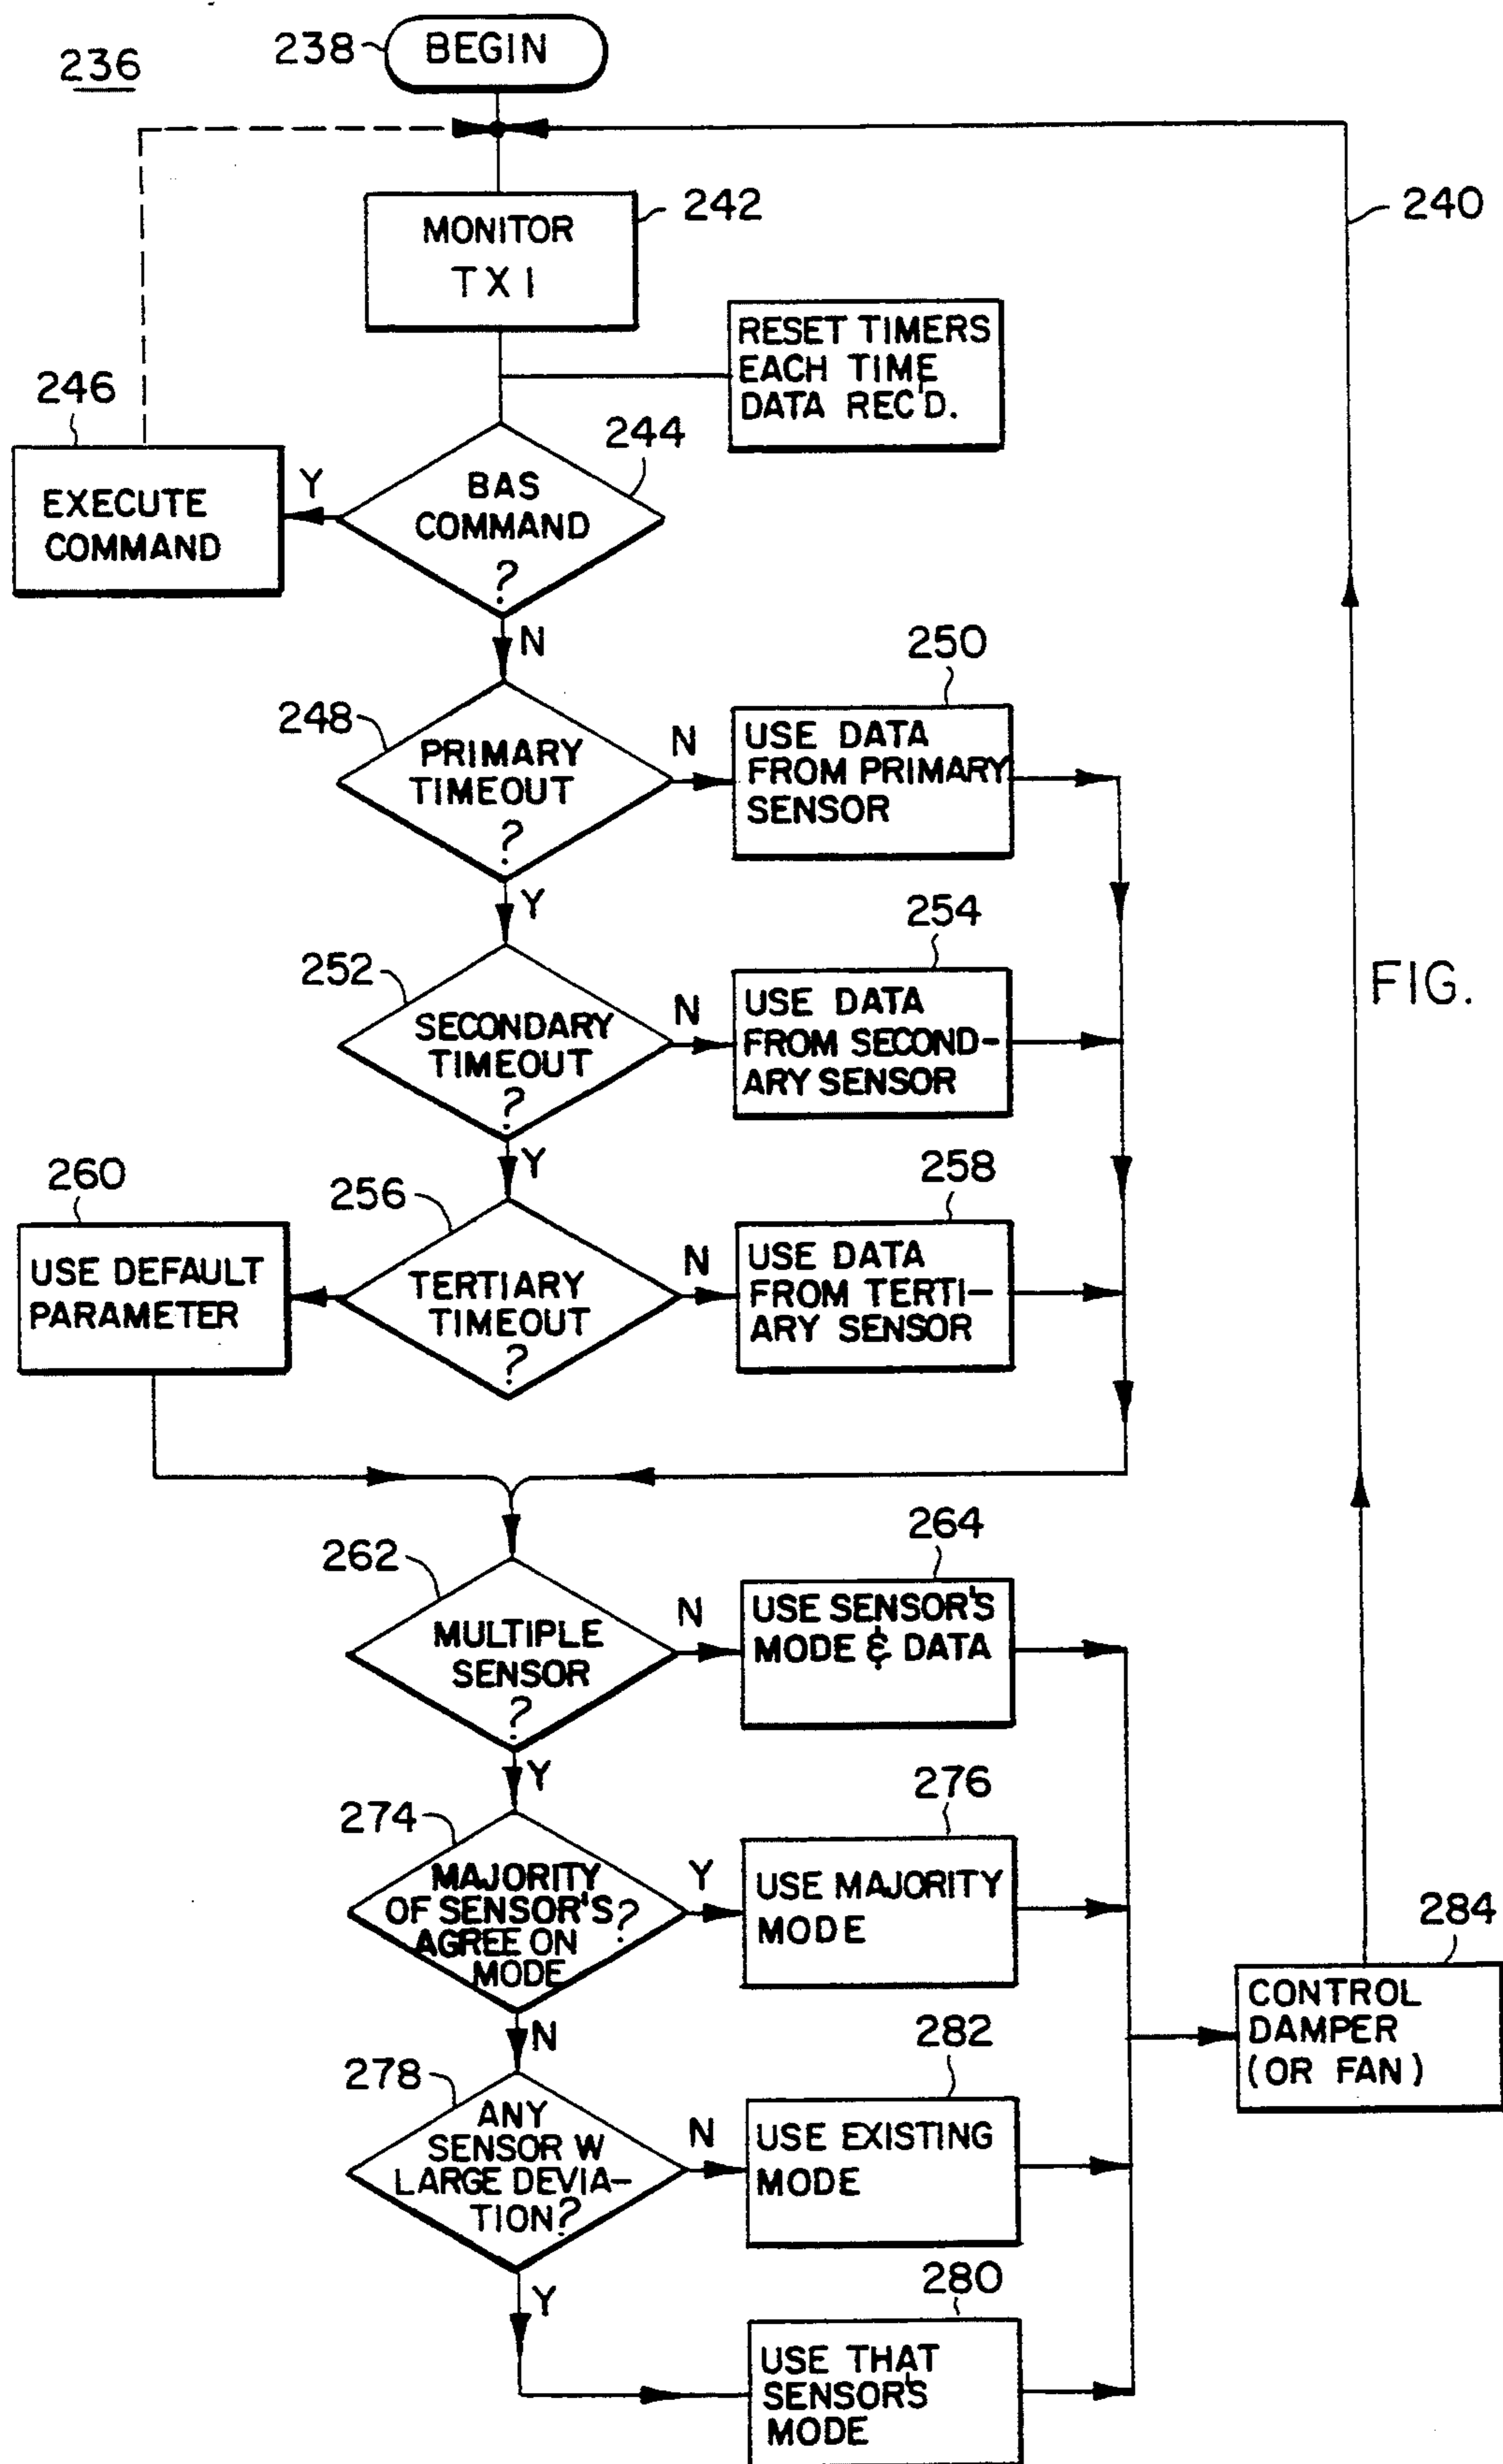 236
238
BEGIN
240
242
MONITOR
TX1
RESET TIMERS
EACH TIME
DATA REC'D.
246
EXECUTE
COMMAND
Y
244
BAS
COMMAND
?
N
248
PRIMARY
TIMEOUT
?
N
250
USE DATA
FROM PRIMARY
SENSOR
Y
252
SECONDARY
TIMEOUT
?
N
254
USE DATA
FROM SECOND-
ARY SENSOR
FIG.
Y
260
USE DEFAULT
PARAMETER
256
TERTIARY
TIMEOUT
?
N
258
USE DATA
FROM TERTI-
ARY SENSOR
262
MULTIPLE
SENSOR
?
N
264
USE SENSOR'S
MODE & DATA
Y
274
MAJORITY
OF SENSOR'S?
AGREE ON
MODE
Y
276
USE MAJORITY
MODE
284
CONTROL
DAMPER
(OR FAN)
N
278
ANY
SENSOR W
LARGE DEVIA-
TION?
N
282
USE EXISTING
MODE
Y
280
USE THAT
SENSOR'S
MODE